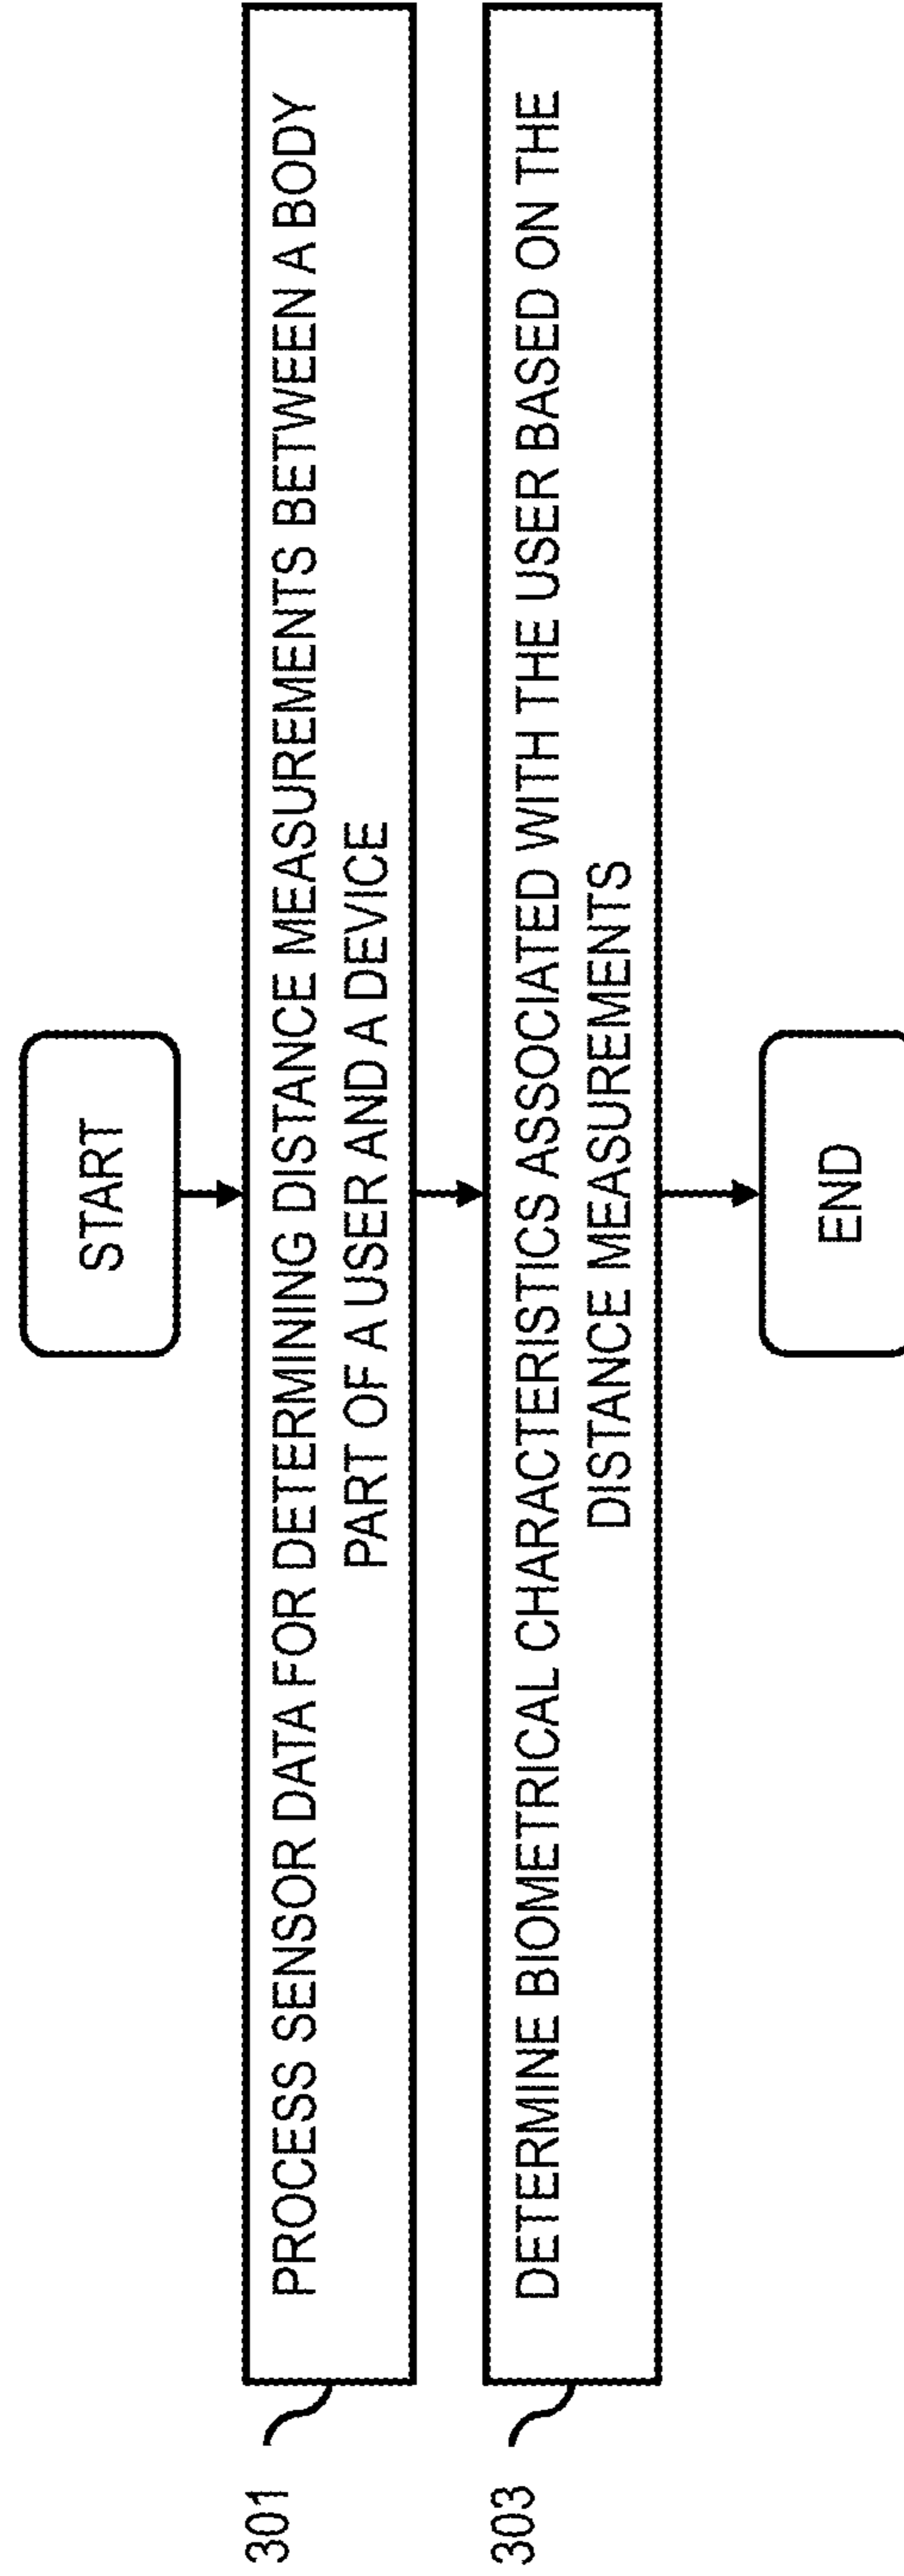 START
PROCESS SENSOR DATA FOR DETERMINING DISTANCE MEASUREMENTS BETWEEN A BODY
PART OF A USER AND A DEVICE
301
DETERMINE BIOMETRICAL CHARACTERISTICS ASSOCIATED WITH THE USER BASED ON THE
DISTANCE MEASUREMENTS
303
END